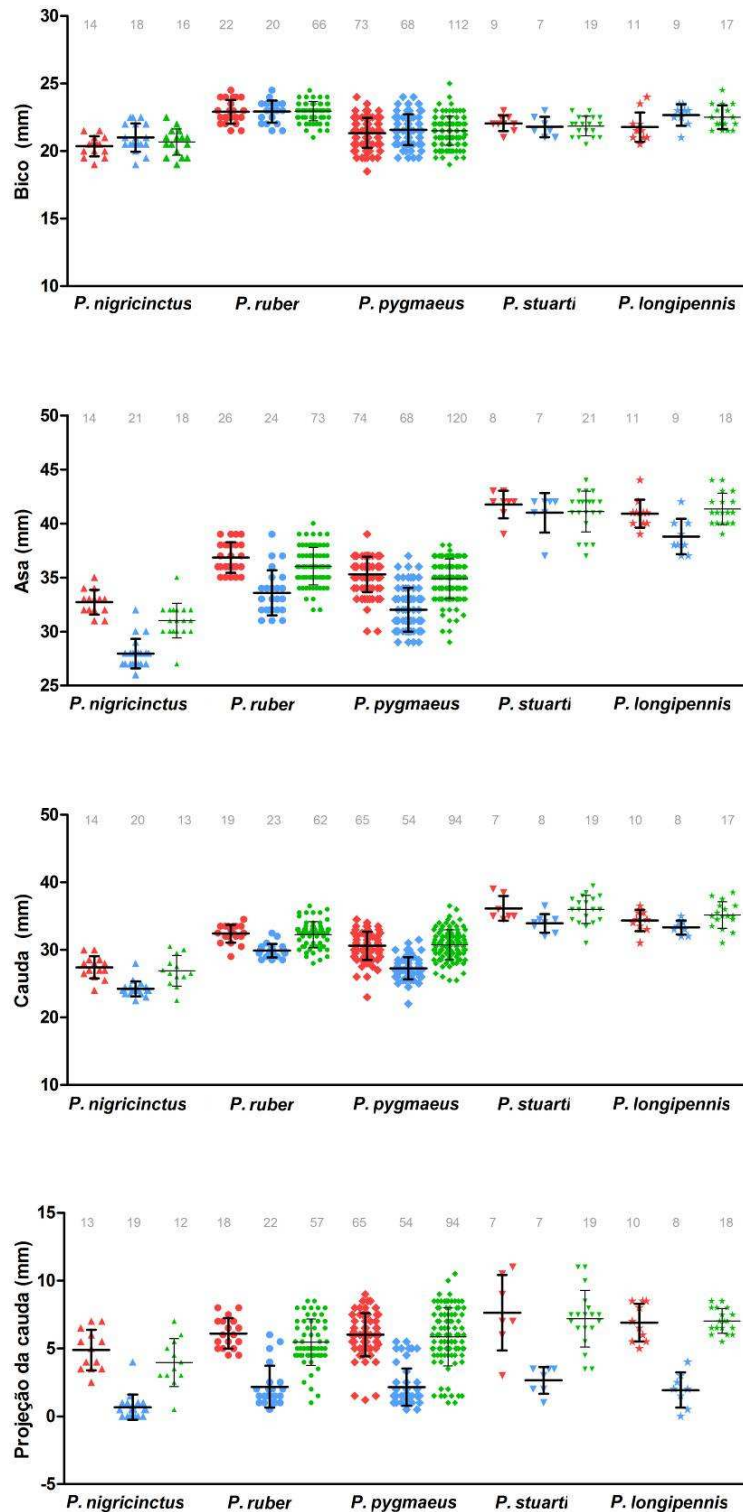 30
14 18 16 22 20 66 73 68 112 9 7 19 11 9 17
25
20
15
10
Bico (mm)
P. nigricinctus P. ruber P. pygmaeus P. stuarti P. longipennis
50
14 21 18 26 24 73 74 68 120 8 7 21 11 9 18
45
40
35
30
25
Asa (mm)
P. nigricinctus P. ruber P. pygmaeus P. stuarti P. longipennis
50
14 20 13 19 23 62 65 54 94 7 8 19 10 8 17
40
30
20
10
Cauda (mm)
P. nigricinctus P. ruber P. pygmaeus P. stuarti P. longipennis
15
13 19 12 18 22 57 65 54 94 7 7 19 10 8 18
10
5
0
-5
Projeção da cauda (mm)
P. nigricinctus P. ruber P. pygmaeus P. stuarti P. longipennis